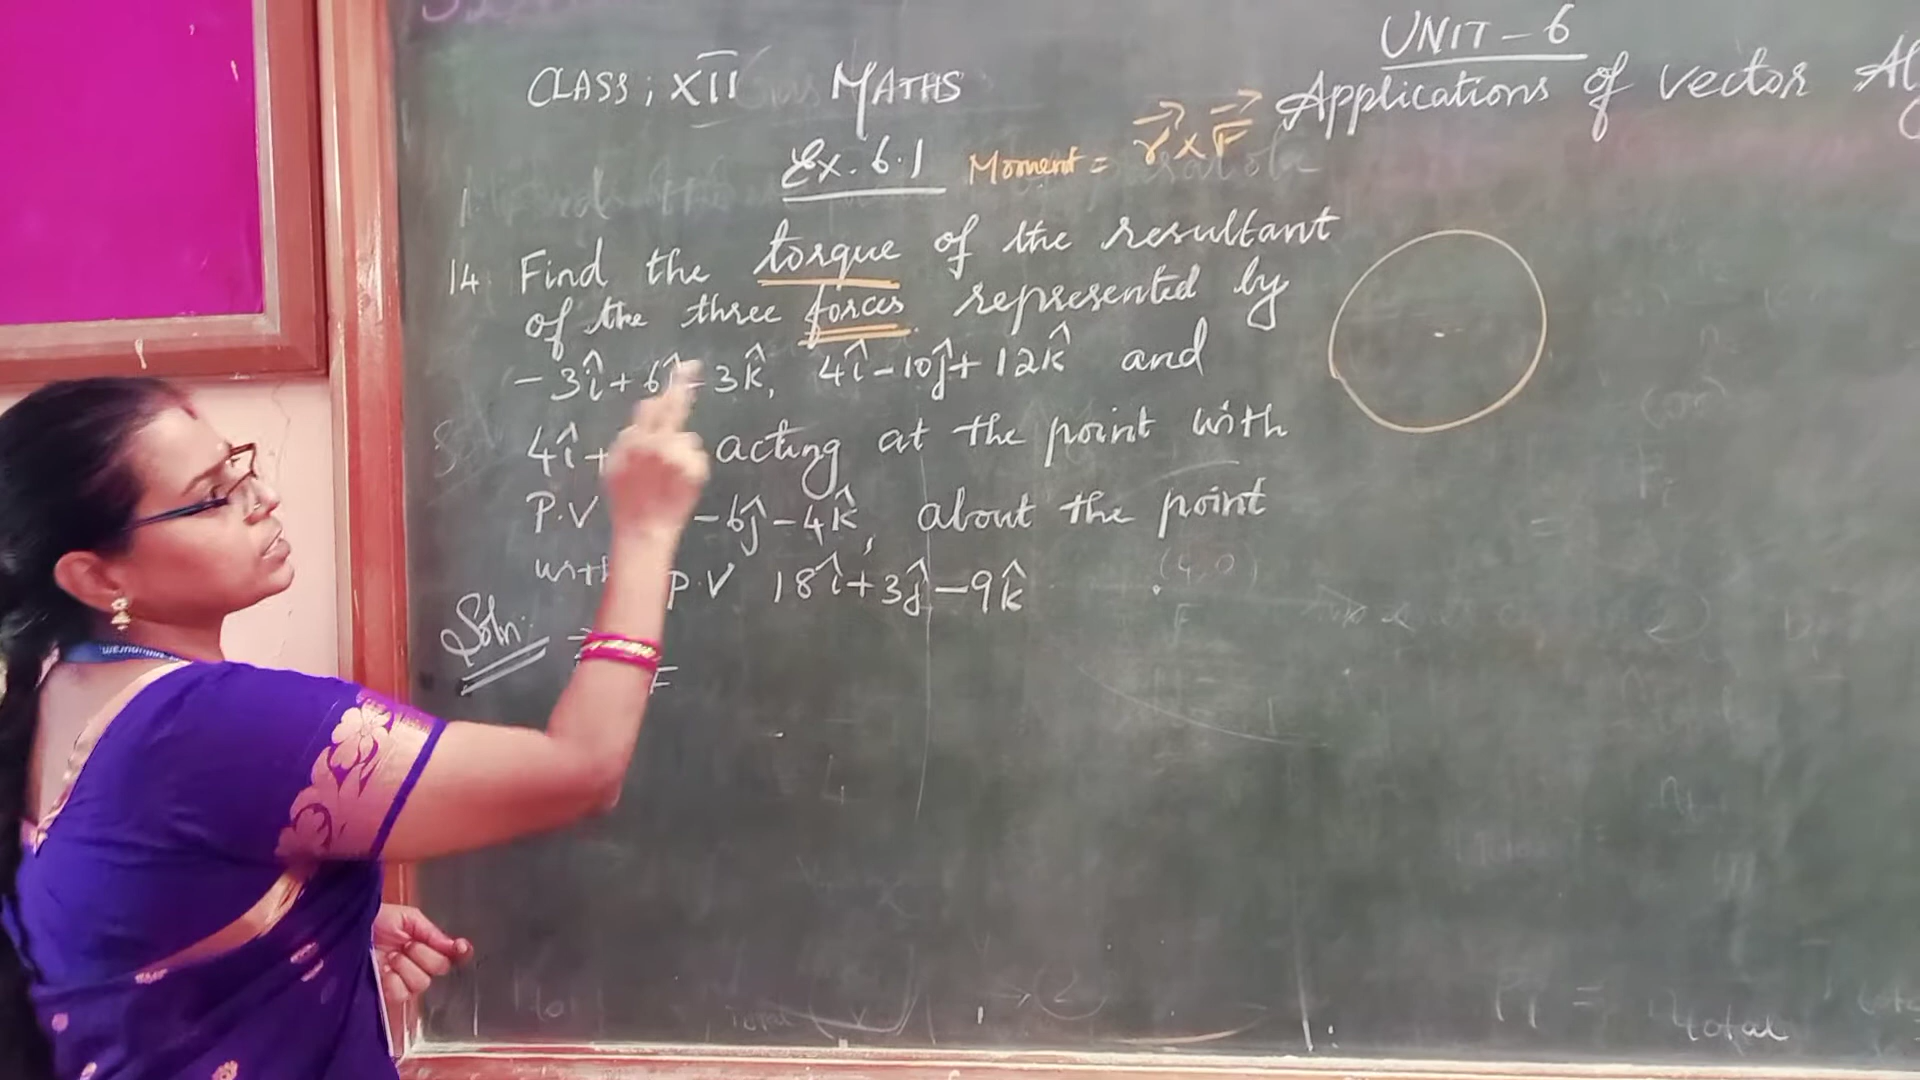 UNIT - 6
CLASS; XII MATHS
Applications of vector Al
Ex. 6.1 Moment = r⃗ × F⃗
14. Find the torque of the resultant
of the three forces represented by
-3î + 6ĵ - 3k̂, 4î - 10ĵ + 12k̂ and
4î + acting at the point with
P.V - 6ĵ - 4k̂, about the point
with P.V 18î + 3ĵ - 9k̂
Soln: